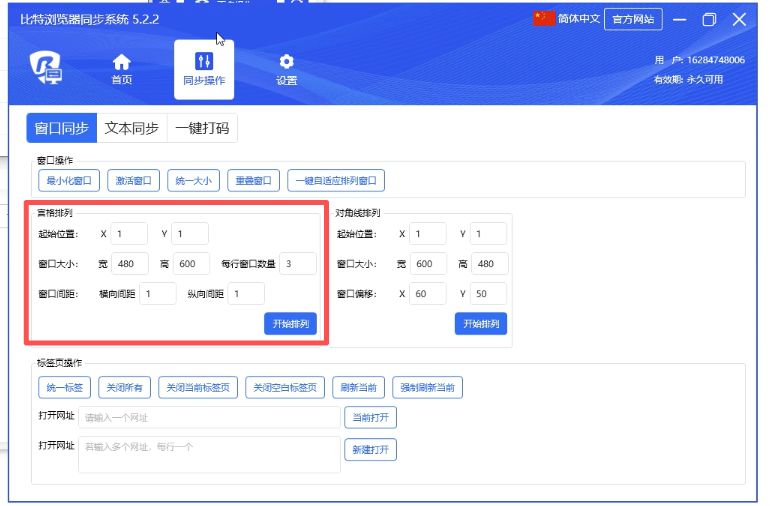 比特浏览器同步系统 5.2.2
简体中文 官方网站
首页 同步操作 设置
用 户: 16284748006
有效期: 永久可用
窗口同步 文本同步 一键打码
窗口操作
最小化窗口 激活窗口 统一大小 重叠窗口 一键自适应排列窗口
宫格排列
起始位置: X 1 Y 1
窗口大小: 宽 480 高 600 每行窗口数量 3
窗口间距: 横向间距 1 纵向间距 1
开始排列
对角线排列
起始位置: X 1 Y 1
窗口大小: 宽 600 高 480
窗口偏移: X 60 Y 50
开始排列
标签页操作
统一标签 关闭所有 关闭当前标签页 关闭空白标签页 刷新当前 强制刷新当前
打开网址 请输入一个网址 当前打开
打开网址 若输入多个网址，每行一个 新建打开